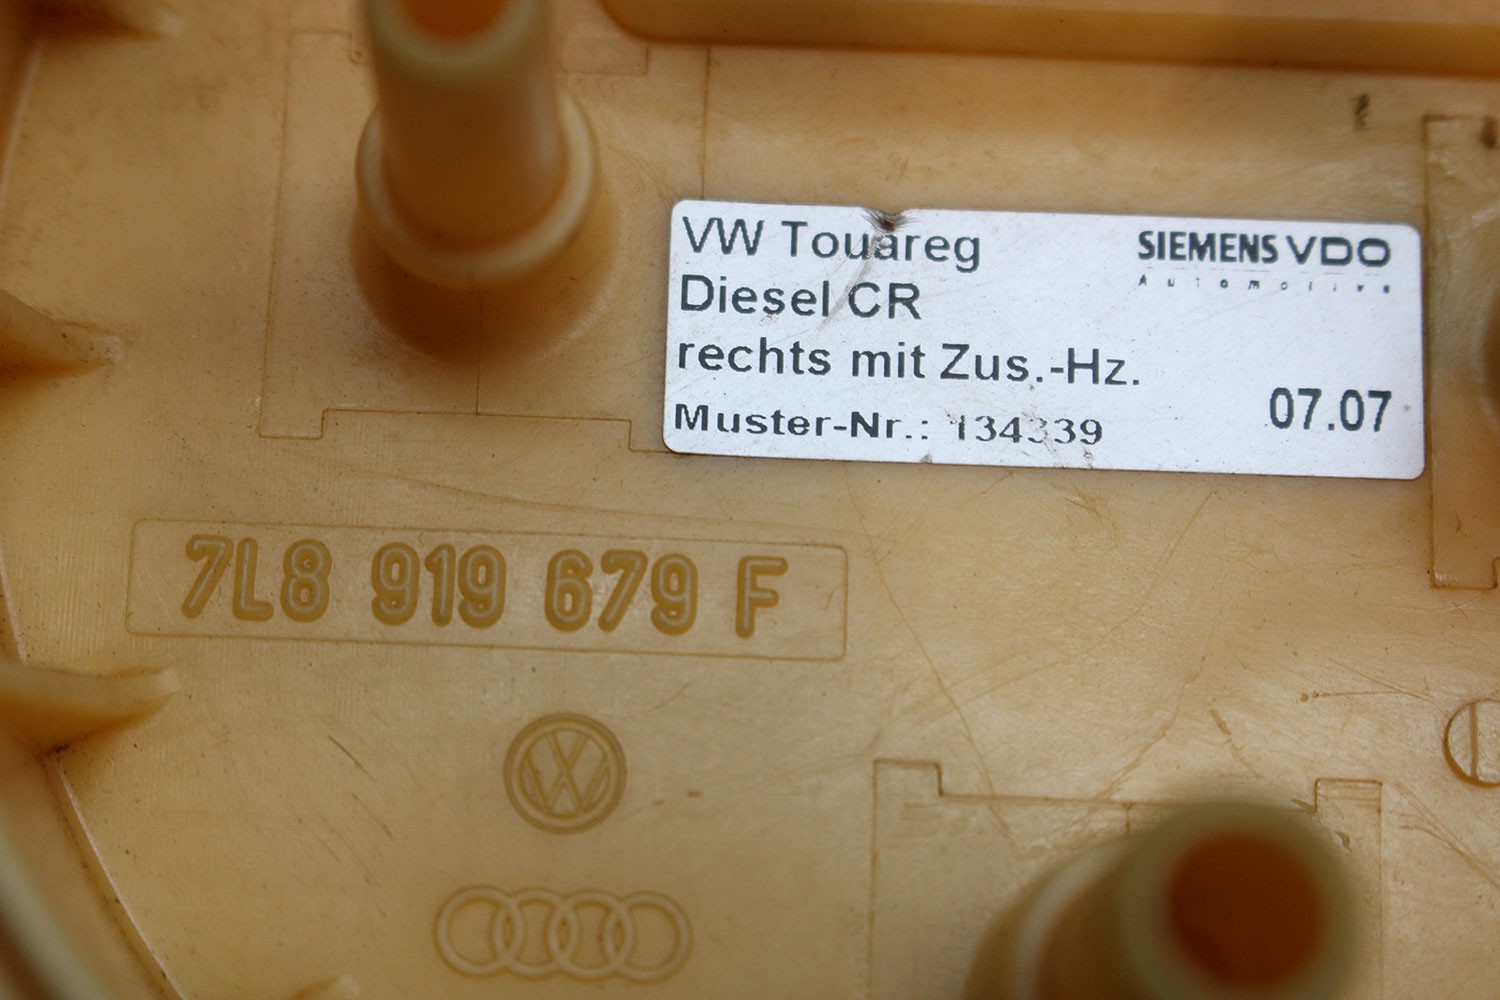 VW Touareg
SIEMENS VDO
Automotive
Diesel CR
rechts mit Zus.-Hz.
07.07
Muster-Nr.: 134339
7L8 919 679 F